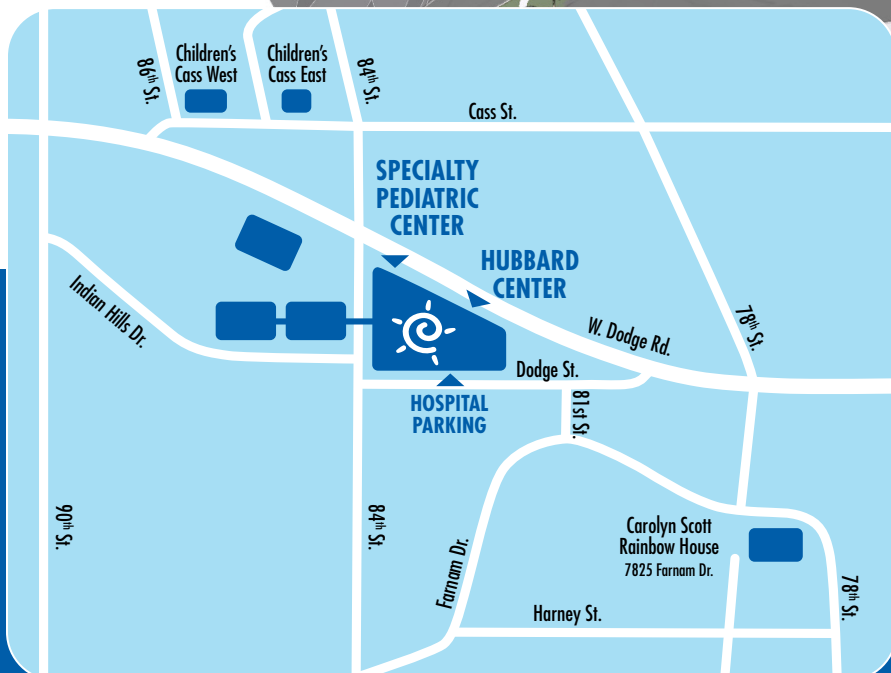 Children's
Cass West
Children's
Cass East
86th St.
84th St.
Cass St.
SPECIALTY
PEDIATRIC
CENTER
HUBBARD
CENTER
Indian Hills Dr.
W. Dodge Rd.
78th St.
Dodge St.
HOSPITAL
PARKING
81st St.
90th St.
84th St.
Farnam Dr.
Carolyn Scott
Rainbow House
7825 Farnam Dr.
78th St.
Harney St.